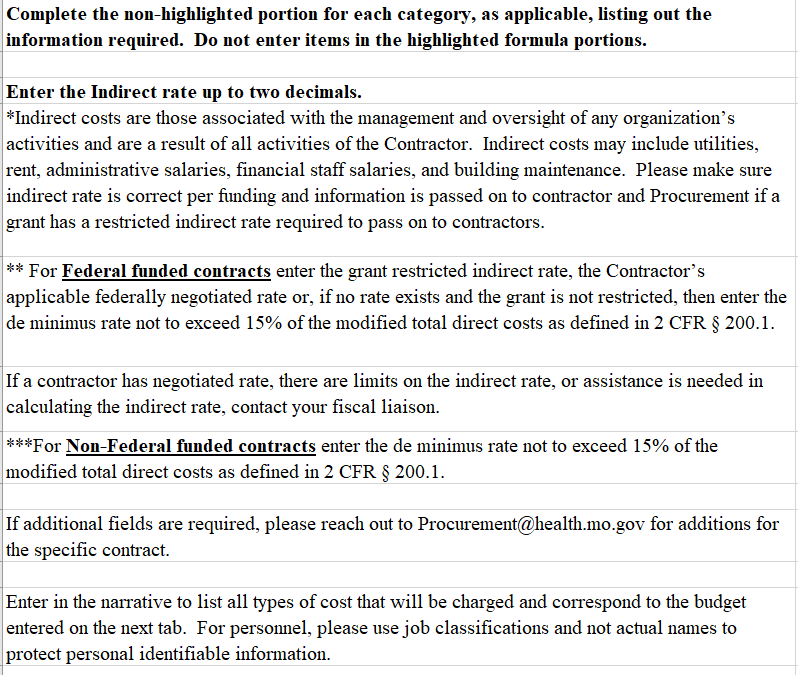 Complete the non-highlighted portion for each category, as applicable, listing out the
information required.  Do not enter items in the highlighted formula portions.
Enter the Indirect rate up to two decimals.
*Indirect costs are those associated with the management and oversight of any organization's
activities and are a result of all activities of the Contractor.  Indirect costs may include utilities,
rent, administrative salaries, financial staff salaries, and building maintenance.  Please make sure
indirect rate is correct per funding and information is passed on to contractor and Procurement if a
grant has a restricted indirect rate required to pass on to contractors.
** For Federal funded contracts enter the grant restricted indirect rate, the Contractor's
applicable federally negotiated rate or, if no rate exists and the grant is not restricted, then enter the
de minimus rate not to exceed 15% of the modified total direct costs as defined in 2 CFR § 200.1.
If a contractor has negotiated rate, there are limits on the indirect rate, or assistance is needed in
calculating the indirect rate, contact your fiscal liaison.
***For Non-Federal funded contracts enter the de minimus rate not to exceed 15% of the
modified total direct costs as defined in 2 CFR § 200.1.
If additional fields are required, please reach out to Procurement@health.mo.gov for additions for
the specific contract.
Enter in the narrative to list all types of cost that will be charged and correspond to the budget
entered on the next tab.  For personnel, please use job classifications and not actual names to
protect personal identifiable information.